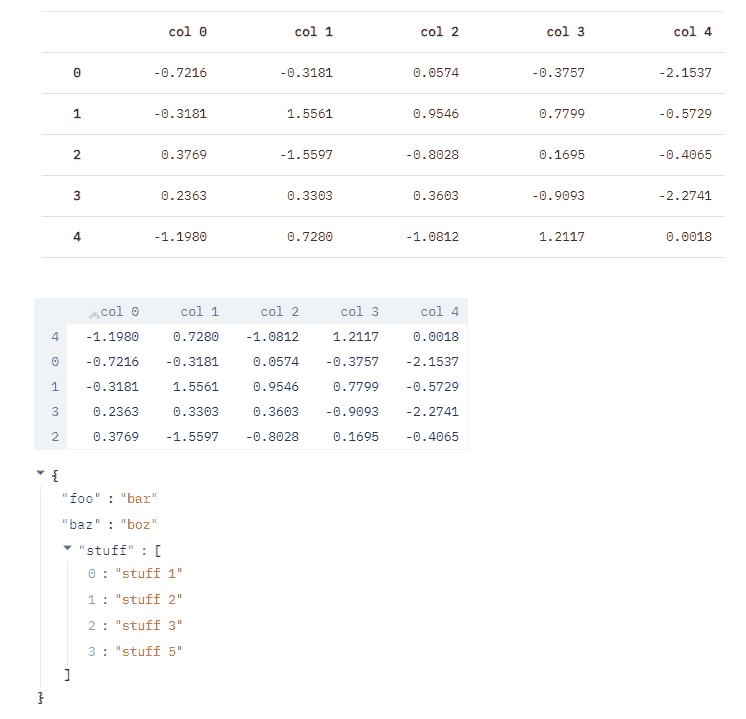 col 0 col 1 col 2 col 3 col 4
0 -0.7216 -0.3181 0.0574 -0.3757 -2.1537
1 -0.3181 1.5561 0.9546 0.7799 -0.5729
2 0.3769 -1.5597 -0.8028 0.1695 -0.4065
3 0.2363 0.3303 0.3603 -0.9093 -2.2741
4 -1.1980 0.7280 -1.0812 1.2117 0.0018
col 0 col 1 col 2 col 3 col 4
4 -1.1980 0.7280 -1.0812 1.2117 0.0018
0 -0.7216 -0.3181 0.0574 -0.3757 -2.1537
1 -0.3181 1.5561 0.9546 0.7799 -0.5729
3 0.2363 0.3303 0.3603 -0.9093 -2.2741
2 0.3769 -1.5597 -0.8028 0.1695 -0.4065
{
"foo" : "bar"
"baz" : "boz"
"stuff" : [
0 : "stuff 1"
1 : "stuff 2"
2 : "stuff 3"
3 : "stuff 5"
]
}